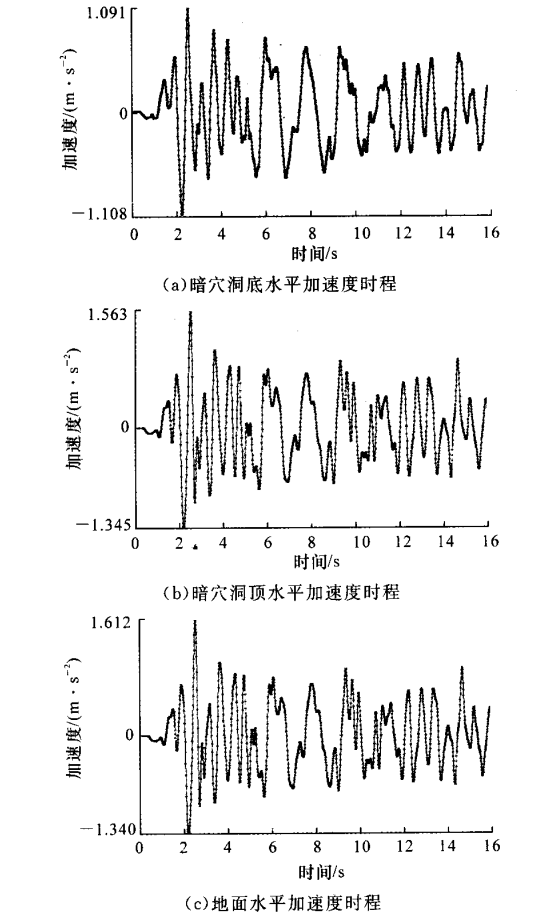 1.091
0
−1.108
加速度/(m·s⁻²)
0 2 4 6 8 10 12 14 16
时间/s
(a)暗穴洞底水平加速度时程
1.563
0
−1.345
加速度/(m·s⁻²)
0 2 4 6 8 10 12 14 16
时间/s
(b)暗穴洞顶水平加速度时程
1.612
0
−1.340
加速度/(m·s⁻²)
0 2 4 6 8 10 12 14 16
时间/s
(c)地面水平加速度时程